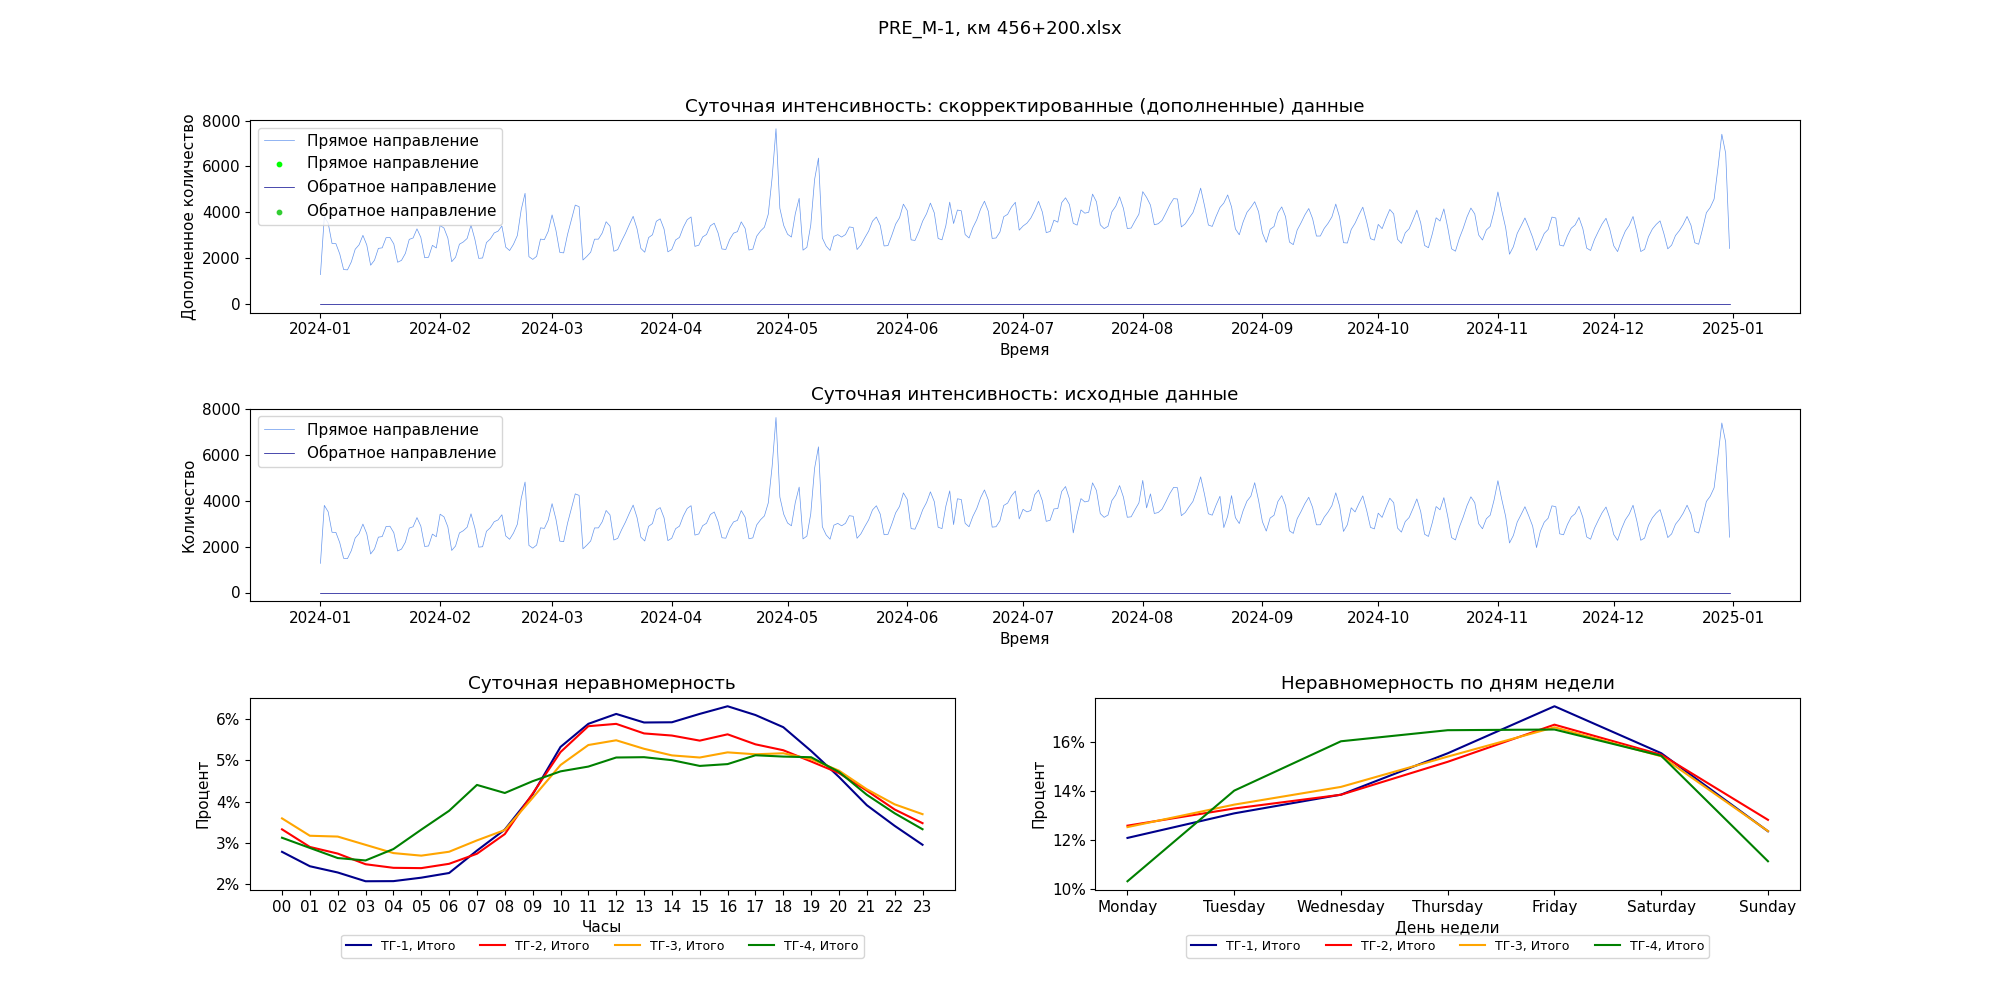 PRE_M-1, км 456+200.xlsx
Суточная интенсивность: скорректированные (дополненные) данные
Дополненное количество
8000
6000
4000
2000
0
Прямое направление
Прямое направление
Обратное направление
Обратное направление
2024-01 2024-02 2024-03 2024-04 2024-05 2024-06 2024-07 2024-08 2024-09 2024-10 2024-11 2024-12 2025-01
Время
Суточная интенсивность: исходные данные
Количество
8000
6000
4000
2000
0
Прямое направление
Обратное направление
2024-01 2024-02 2024-03 2024-04 2024-05 2024-06 2024-07 2024-08 2024-09 2024-10 2024-11 2024-12 2025-01
Время
Суточная неравномерность
Процент
6%
5%
4%
3%
2%
00 01 02 03 04 05 06 07 08 09 10 11 12 13 14 15 16 17 18 19 20 21 22 23
Часы
ТГ-1, Итого ТГ-2, Итого ТГ-3, Итого ТГ-4, Итого
Неравномерность по дням недели
Процент
16%
14%
12%
10%
Monday Tuesday Wednesday Thursday Friday Saturday Sunday
День недели
ТГ-1, Итого ТГ-2, Итого ТГ-3, Итого ТГ-4, Итого